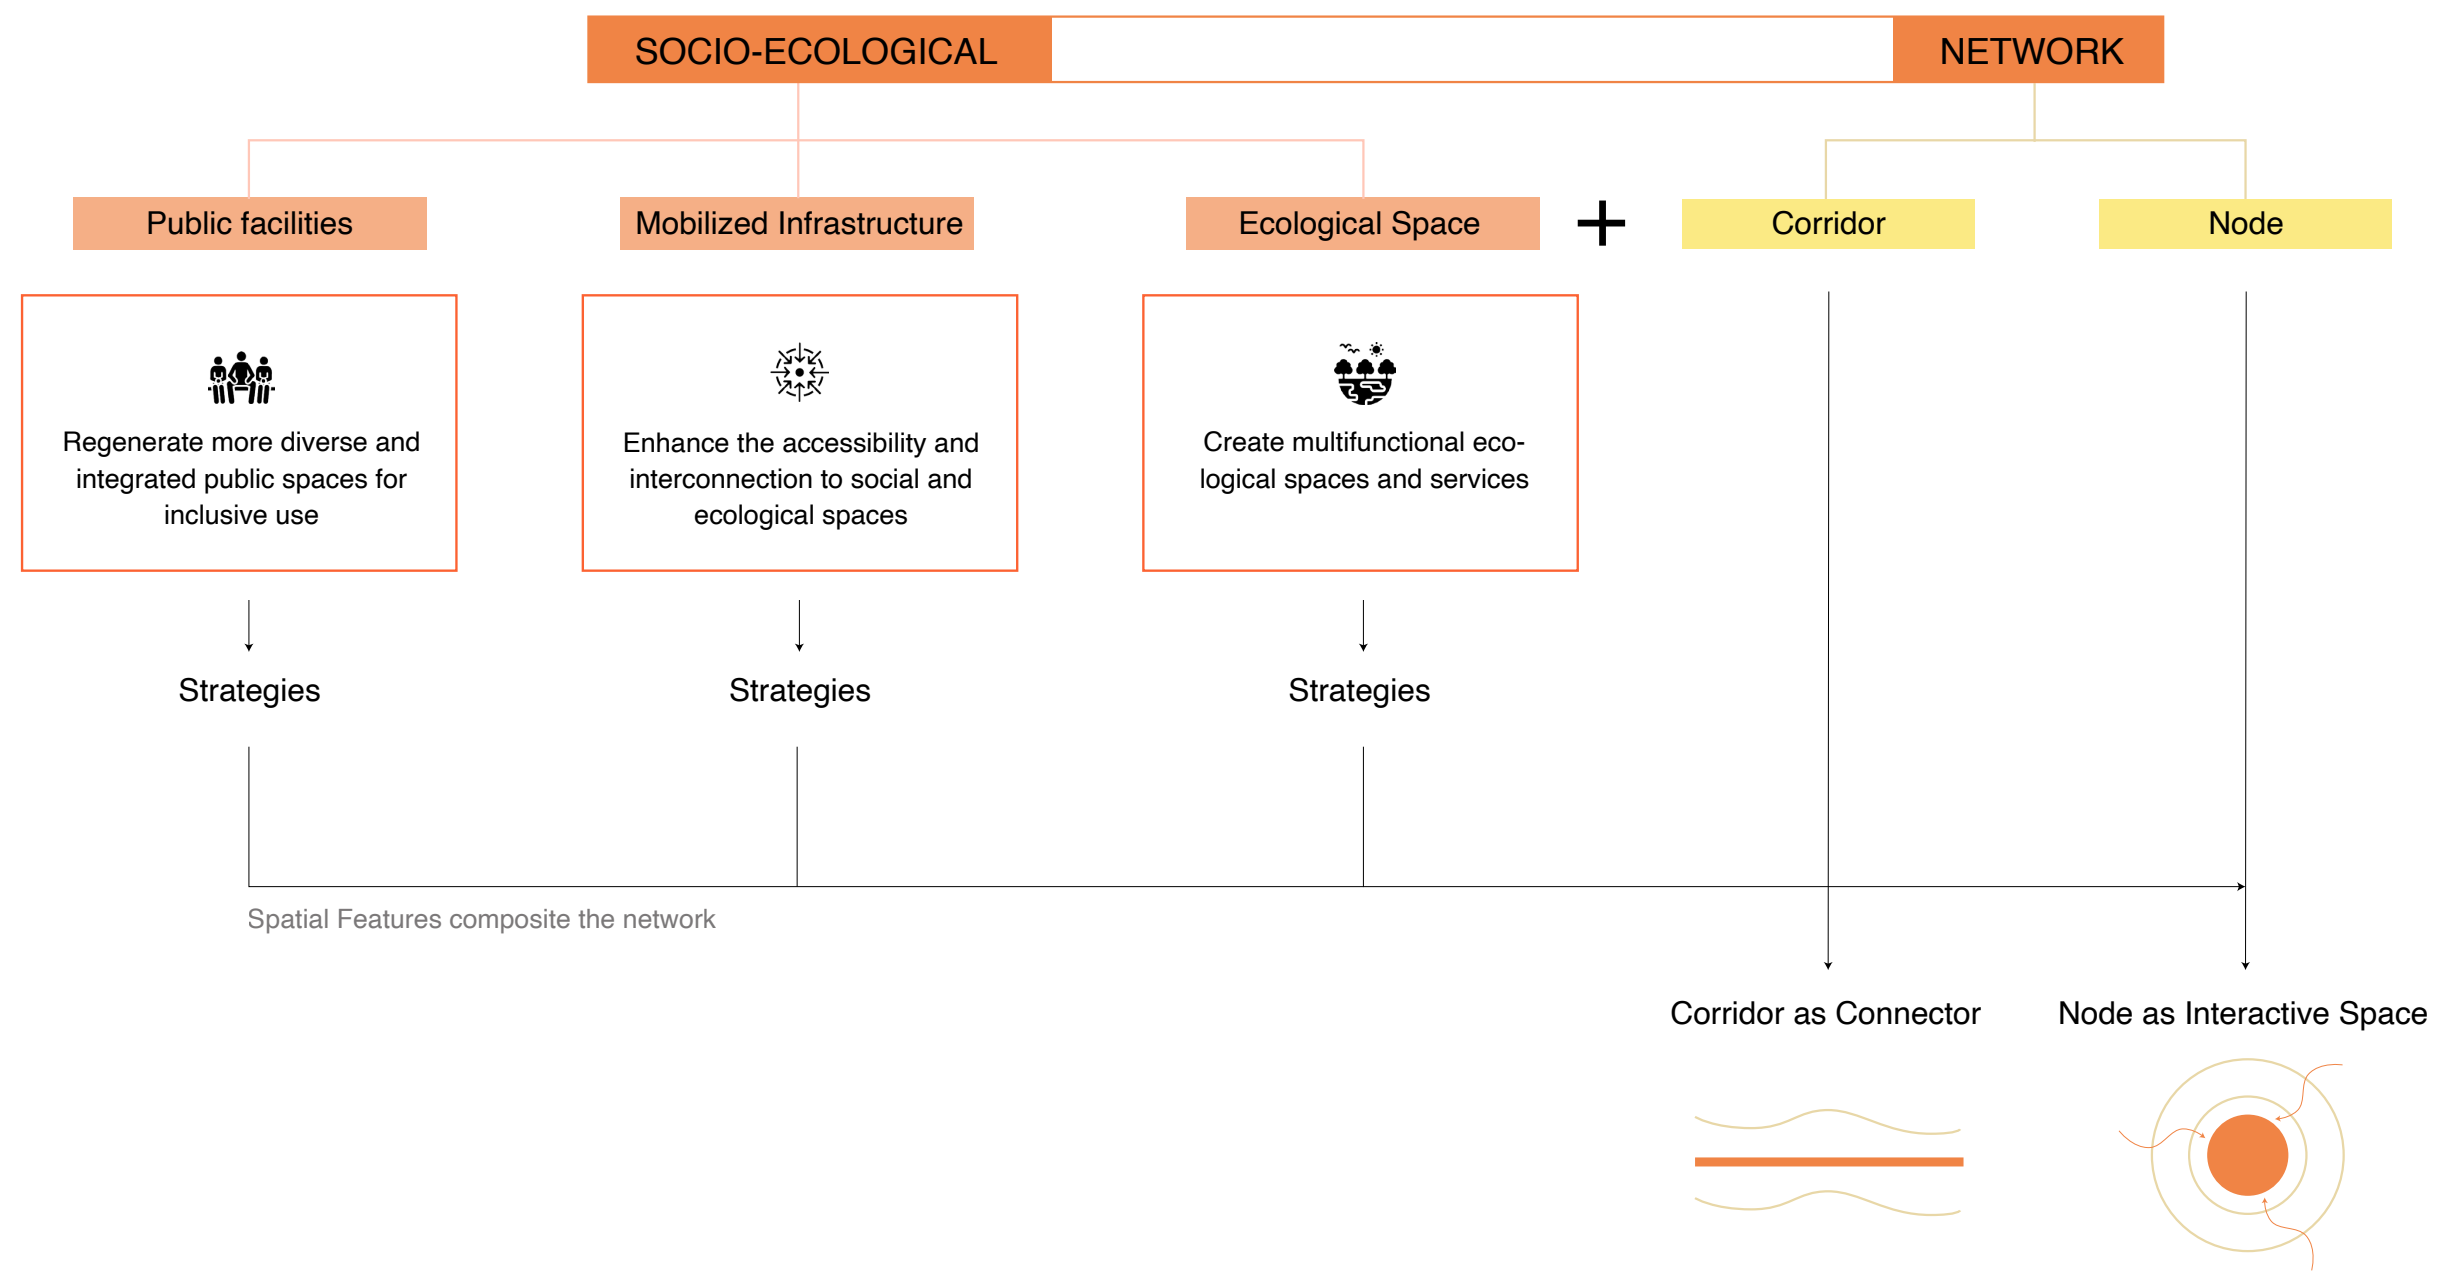 SOCIO-ECOLOGICAL
NETWORK
Public facilities
Mobilized Infrastructure
Ecological Space
+
Corridor
Node
Regenerate more diverse and
integrated public spaces for
inclusive use
Enhance the accessibility and
interconnection to social and
ecological spaces
Create multifunctional eco-
logical spaces and services
Strategies
Strategies
Strategies
Spatial Features composite the network
Corridor as Connector
Node as Interactive Space